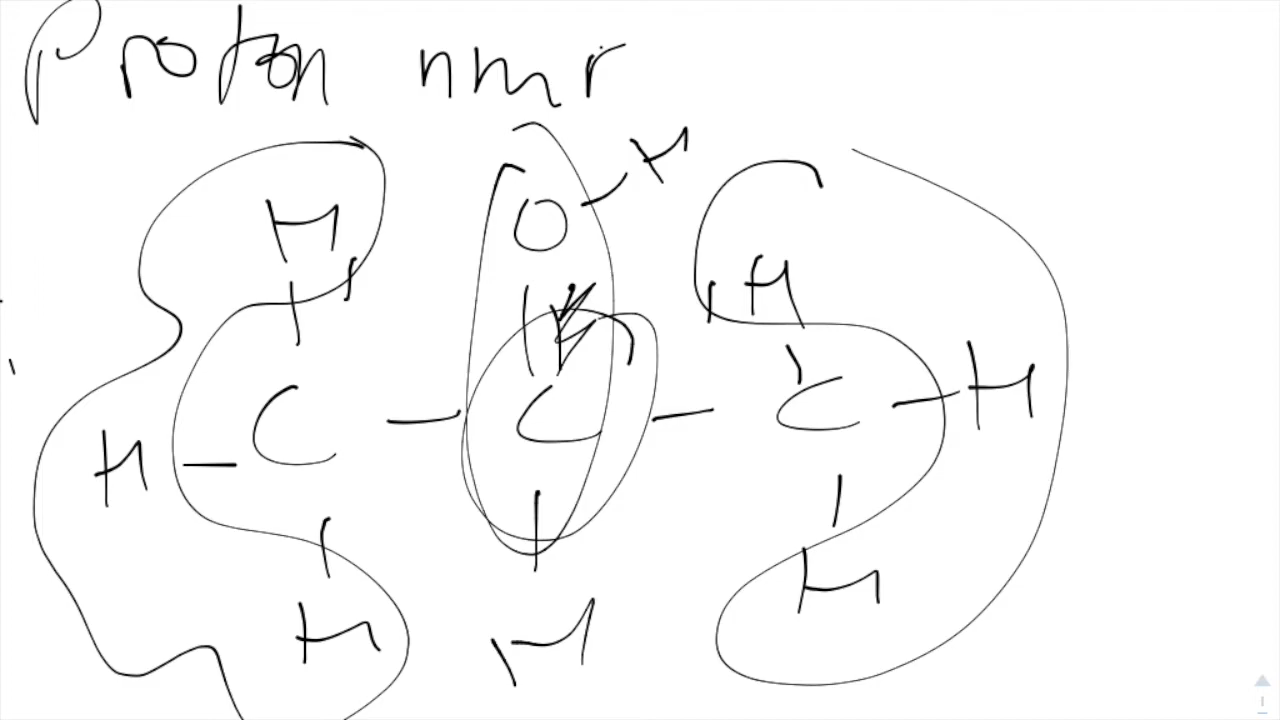 Proton nmr
O - H
H H
C - C - C - H
H -
H H H